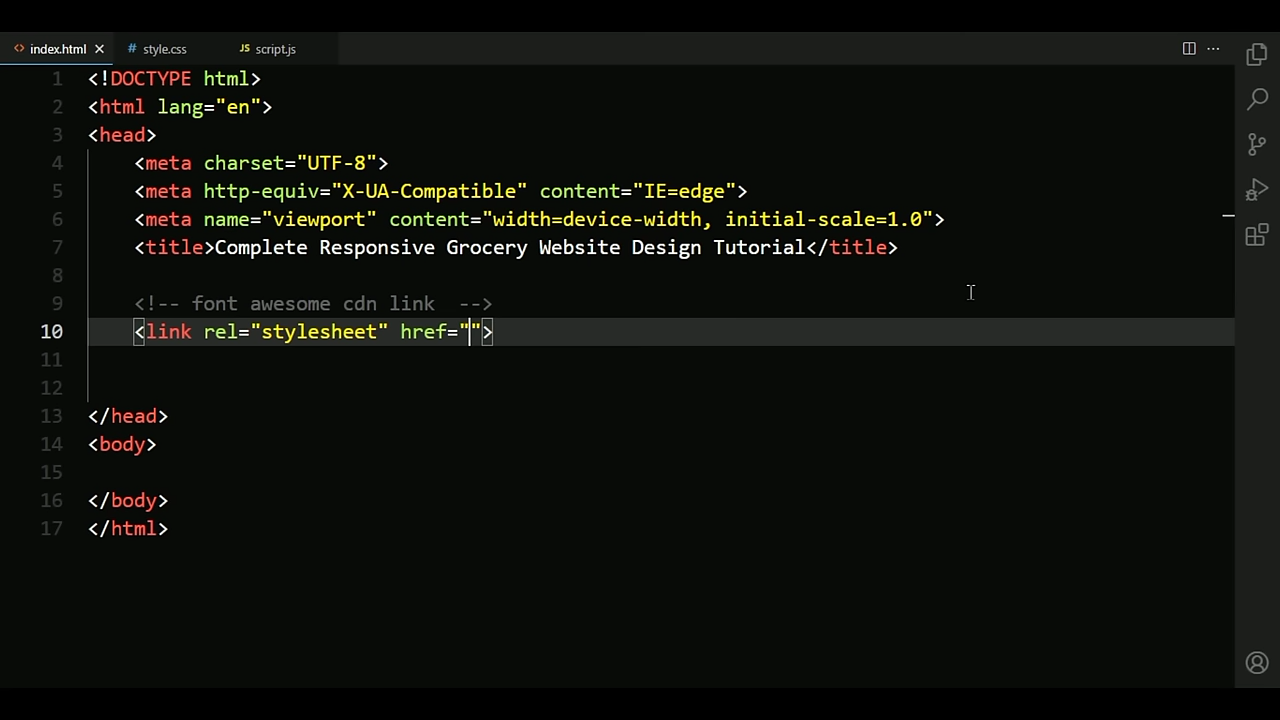 index.html style.css JS script.js
1 <!DOCTYPE html>
2 <html lang="en">
3 <head>
4 <meta charset="UTF-8">
5 <meta http-equiv="X-UA-Compatible" content="IE=edge">
6 <meta name="viewport" content="width=device-width, initial-scale=1.0">
7 <title>Complete Responsive Grocery Website Design Tutorial</title>
8
9 <!-- font awesome cdn link  -->
10 <link rel="stylesheet" href="">
11
12
13 </head>
14 <body>
15
16 </body>
17 </html>